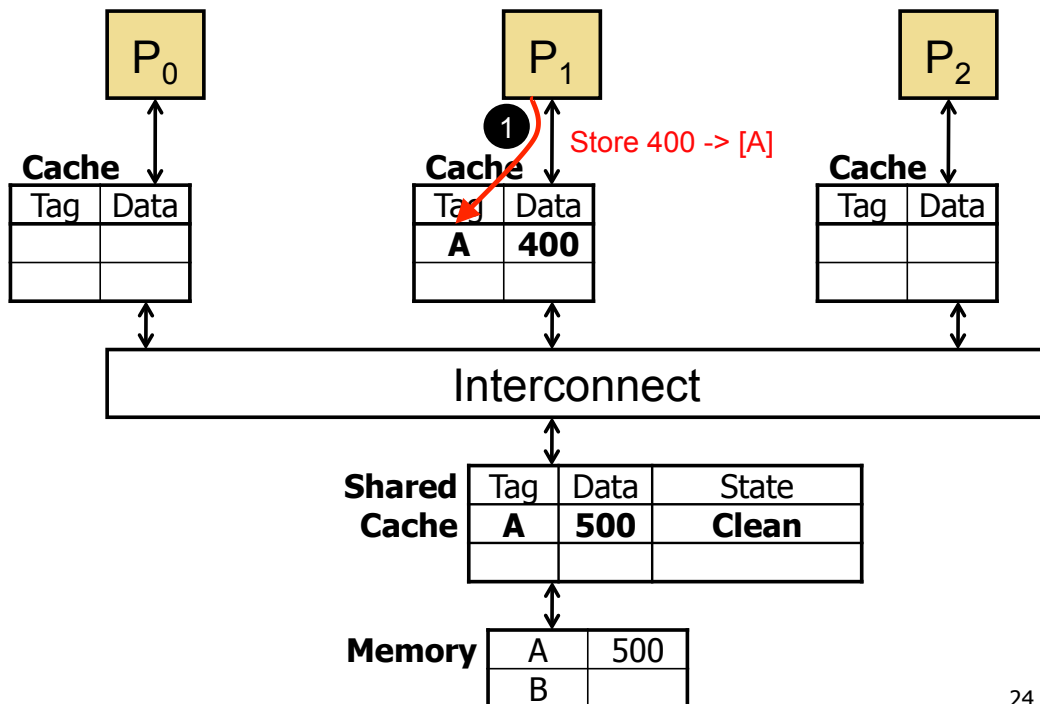 P0 P1 P2
1 Store 400 -> [A]
Cache Cache Cache
Tag Data Tag Data Tag Data
A 400
Interconnect
Shared Tag Data State
Cache A 500 Clean
Memory A 500
B
24